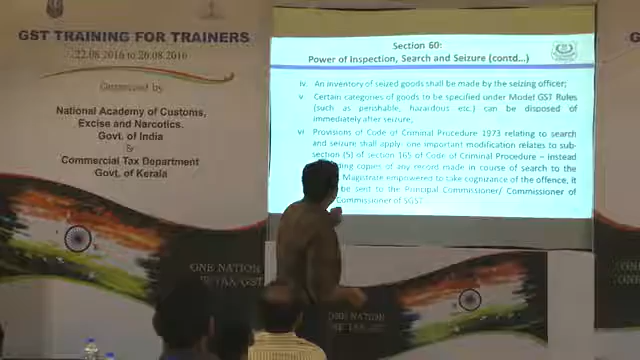 GST TRAINING FOR TRAINERS
22.08.2016 to 26.08.2016
Organized by
National Academy of Customs,
Excise and Narcotics.
Govt. of India
&
Commercial Tax Department
Govt. of Kerala
ONE NATION
Section 60:
Power of Inspection, Search and Seizure (contd...)
iv. An inventory of seized goods shall be made by the seizing officer;
v. Certain categories of goods to be specified under Model GST Rules
(such as perishable, hazardous etc.) can be disposed of
immediately after seizure;
vi Provisions of Code of Criminal Procedure 1973 relating to search
and seizure shall apply: one important modification relates to sub-
section (5) of section 165 of Code of Criminal Procedure – instead
copies of any record made in course of search to the
Magistrate empowered to take cognizance of the offence, it
be sent to the Principal Commissioner/ Commissioner of
Commissioner of SGST.
ONE NATION